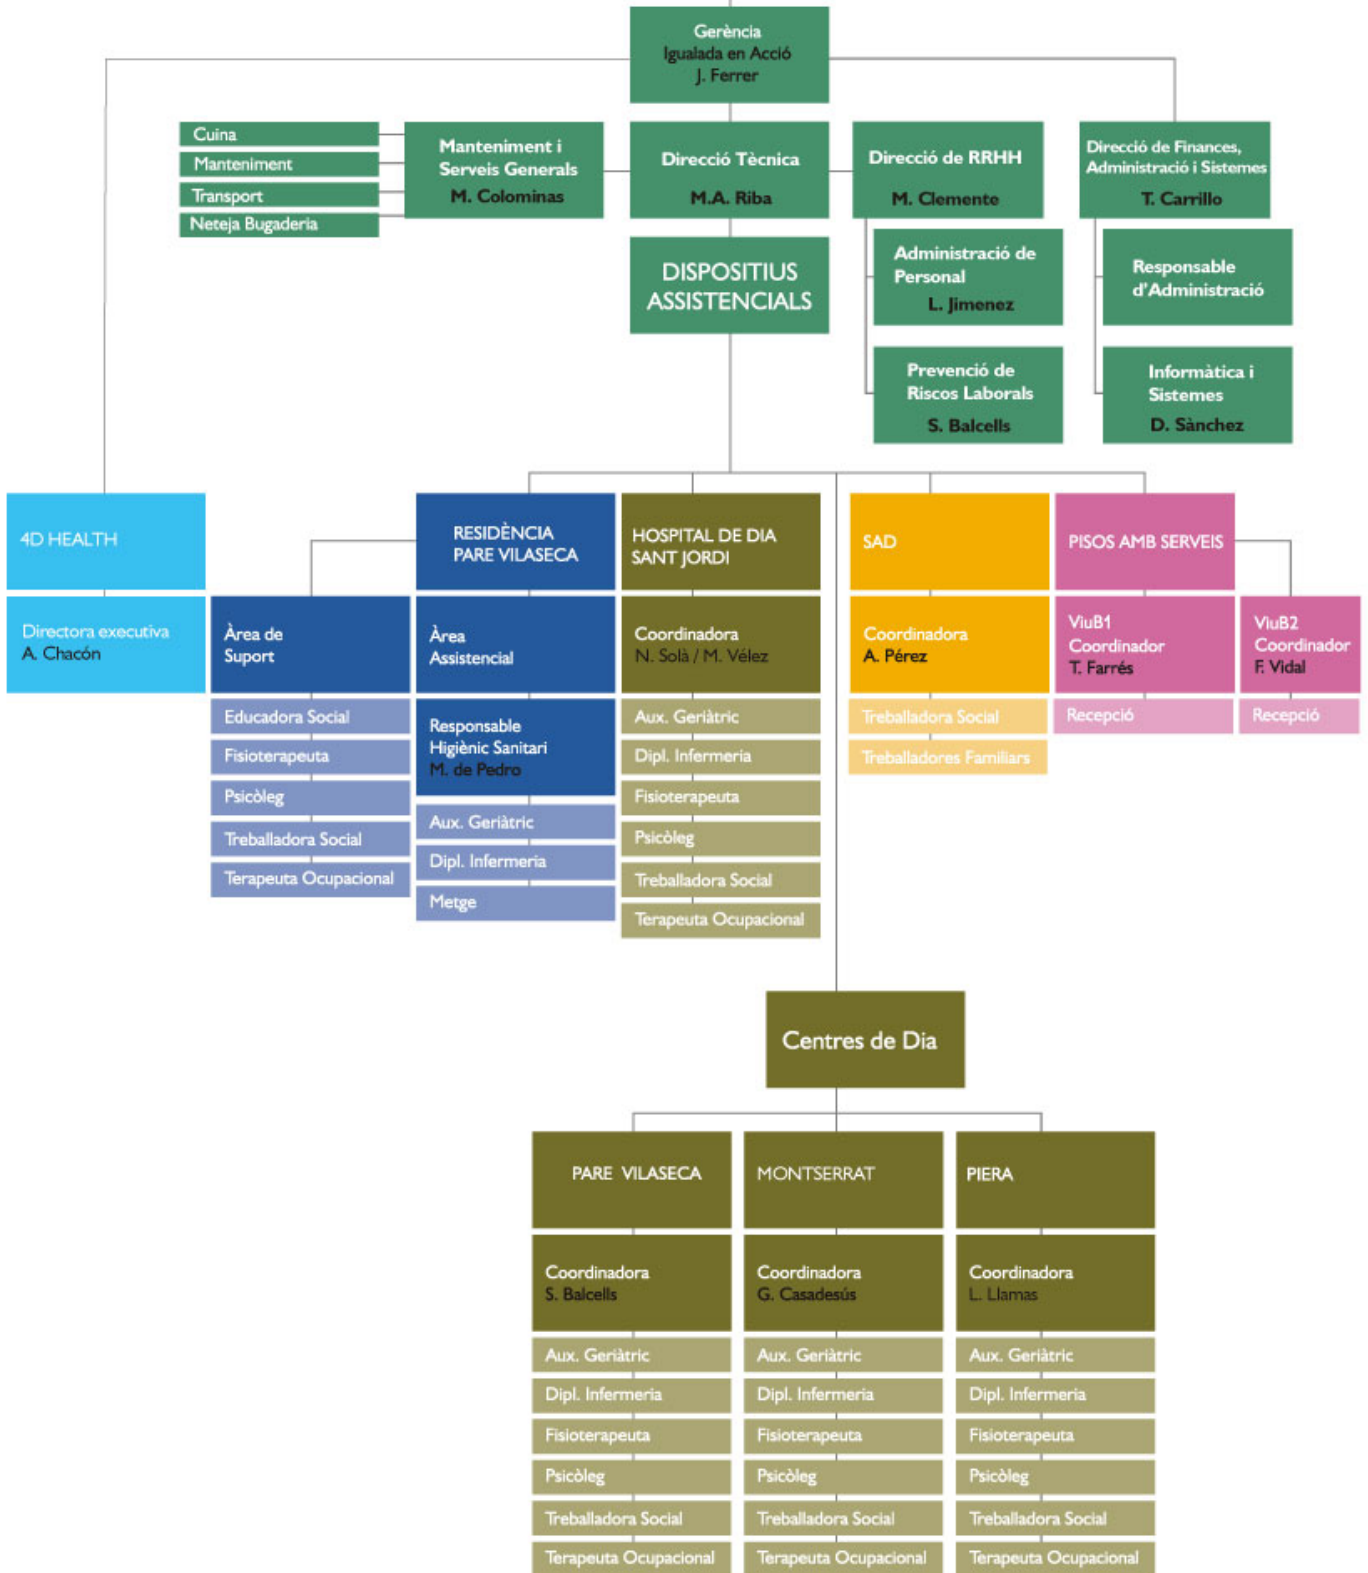 Gerència
Igualada en Acció
J. Ferrer
Cuina
Manteniment
Transport
Neteja Bugaderia
Manteniment i
Serveis Generals
M. Colominas
Direcció Tècnica
M.A. Riba
Direcció de RRHH
M. Clemente
Direcció de Finances,
Administració i Sistemes
T. Carrillo
DISPOSITIUS
ASSISTENCIALS
Administració de
Personal
L. Jimenez
Responsable
d'Administració
Prevenció de
Riscos Laborals
S. Balcells
Informàtica i
Sistemes
D. Sànchez
4D HEALTH
Directora executiva
A. Chacón
RESIDÈNCIA
PARE VILASECA
Àrea de
Suport
Educadora Social
Fisioterapeuta
Psicòleg
Treballadora Social
Terapeuta Ocupacional
Àrea
Assistencial
Responsable
Higiènic Sanitari
M. de Pedro
Aux. Geriàtric
Dipl. Infermeria
Metge
HOSPITAL DE DIA
SANT JORDI
Coordinadora
N. Solà / M. Vélez
Aux. Geriàtric
Dipl. Infermeria
Fisioterapeuta
Psicòleg
Treballadora Social
Terapeuta Ocupacional
SAD
Coordinadora
A. Pérez
Treballadora Social
Treballadores Familiars
PISOS AMB SERVEIS
ViuB1
Coordinador
T. Farrés
Recepció
ViuB2
Coordinador
F. Vidal
Recepció
Centres de Dia
PARE VILASECA
Coordinadora
S. Balcells
Aux. Geriàtric
Dipl. Infermeria
Fisioterapeuta
Psicòleg
Treballadora Social
Terapeuta Ocupacional
MONTSERRAT
Coordinadora
G. Casadesús
Aux. Geriàtric
Dipl. Infermeria
Fisioterapeuta
Psicòleg
Treballadora Social
Terapeuta Ocupacional
PIERA
Coordinadora
L. Llamas
Aux. Geriàtric
Dipl. Infermeria
Fisioterapeuta
Psicòleg
Treballadora Social
Terapeuta Ocupacional